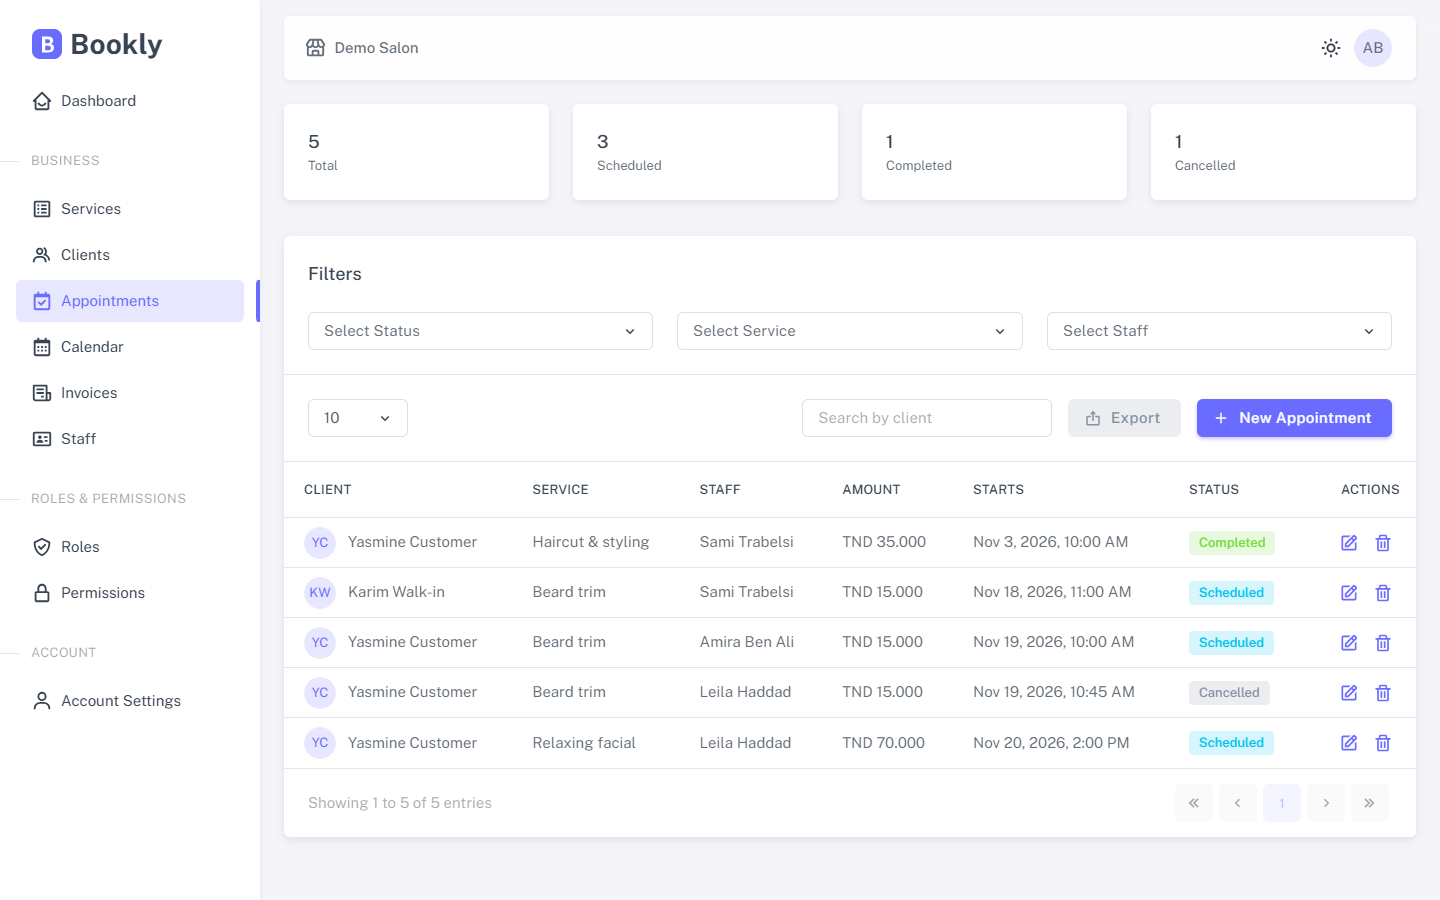 B Bookly
Dashboard
BUSINESS
Services
Clients
Appointments
Calendar
Invoices
Staff
ROLES & PERMISSIONS
Roles
Permissions
ACCOUNT
Account Settings
Demo Salon
AB
5
Total
3
Scheduled
1
Completed
1
Cancelled
Filters
Select Status
Select Service
Select Staff
10
Search by client
Export
New Appointment
CLIENT SERVICE STAFF AMOUNT STARTS STATUS ACTIONS
YC Yasmine Customer Haircut & styling Sami Trabelsi TND 35.000 Nov 3, 2026, 10:00 AM Completed
KW Karim Walk-in Beard trim Sami Trabelsi TND 15.000 Nov 18, 2026, 11:00 AM Scheduled
YC Yasmine Customer Beard trim Amira Ben Ali TND 15.000 Nov 19, 2026, 10:00 AM Scheduled
YC Yasmine Customer Beard trim Leila Haddad TND 15.000 Nov 19, 2026, 10:45 AM Cancelled
YC Yasmine Customer Relaxing facial Leila Haddad TND 70.000 Nov 20, 2026, 2:00 PM Scheduled
Showing 1 to 5 of 5 entries
1